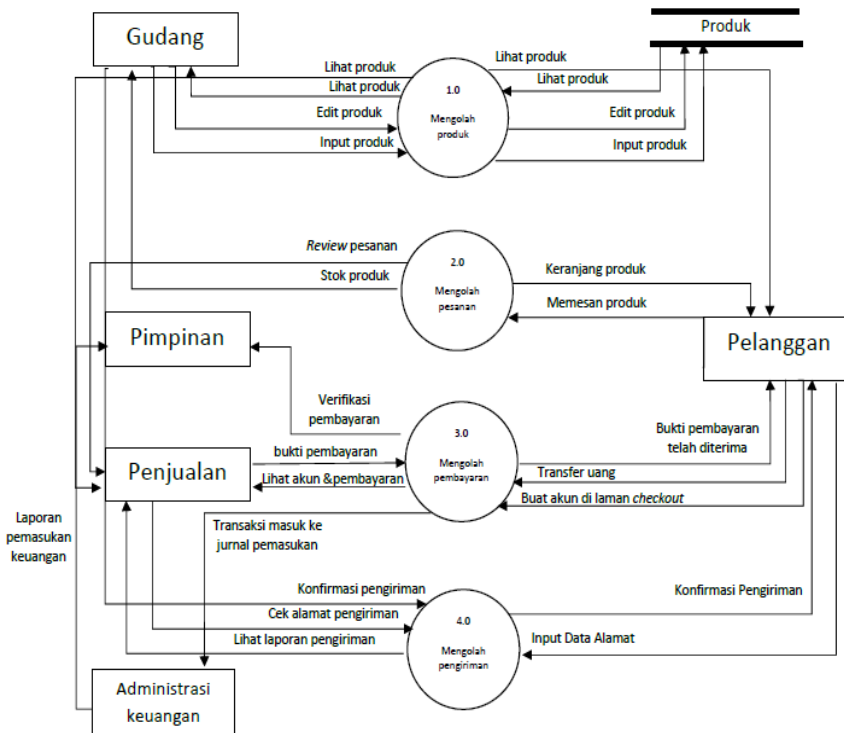 Gudang
Produk
Lihat produk
Lihat produk
Edit produk
Input produk
1.0
Mengolah
produk
Lihat produk
Lihat produk
Edit produk
Input produk
Review pesanan
Stok produk
2.0
Mengolah
pesanan
Keranjang produk
Memesan produk
Pimpinan
Pelanggan
Verifikasi
pembayaran
bukti pembayaran
Lihat akun &pembayaran
3.0
Mengolah
pembayaran
Bukti pembayaran
telah diterima
Transfer uang
Buat akun di laman checkout
Penjualan
Laporan
pemasukan
keuangan
Transaksi masuk ke
jurnal pemasukan
Konfirmasi pengiriman
Cek alamat pengiriman
Lihat laporan pengiriman
4.0
Mengolah
pengiriman
Konfirmasi Pengiriman
Input Data Alamat
Administrasi
keuangan